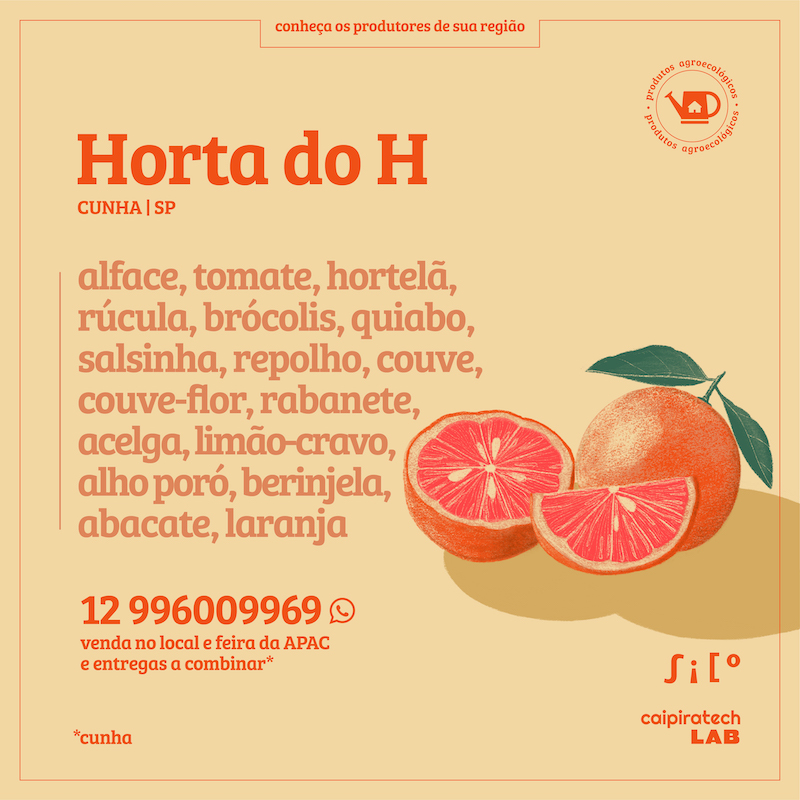 conheça os produtores de sua região
produtos agroecológicos • produtos agroecológicos •
Horta do H
CUNHA | SP
alface, tomate, hortelã,
rúcula, brócolis, quiabo,
salsinha, repolho, couve,
couve-flor, rabanete,
acelga, limão-cravo,
alho poró, berinjela,
abacate, laranja
12 996009969
venda no local e feira da APAC
e entregas a combinar*
caipiratech
LAB
*cunha